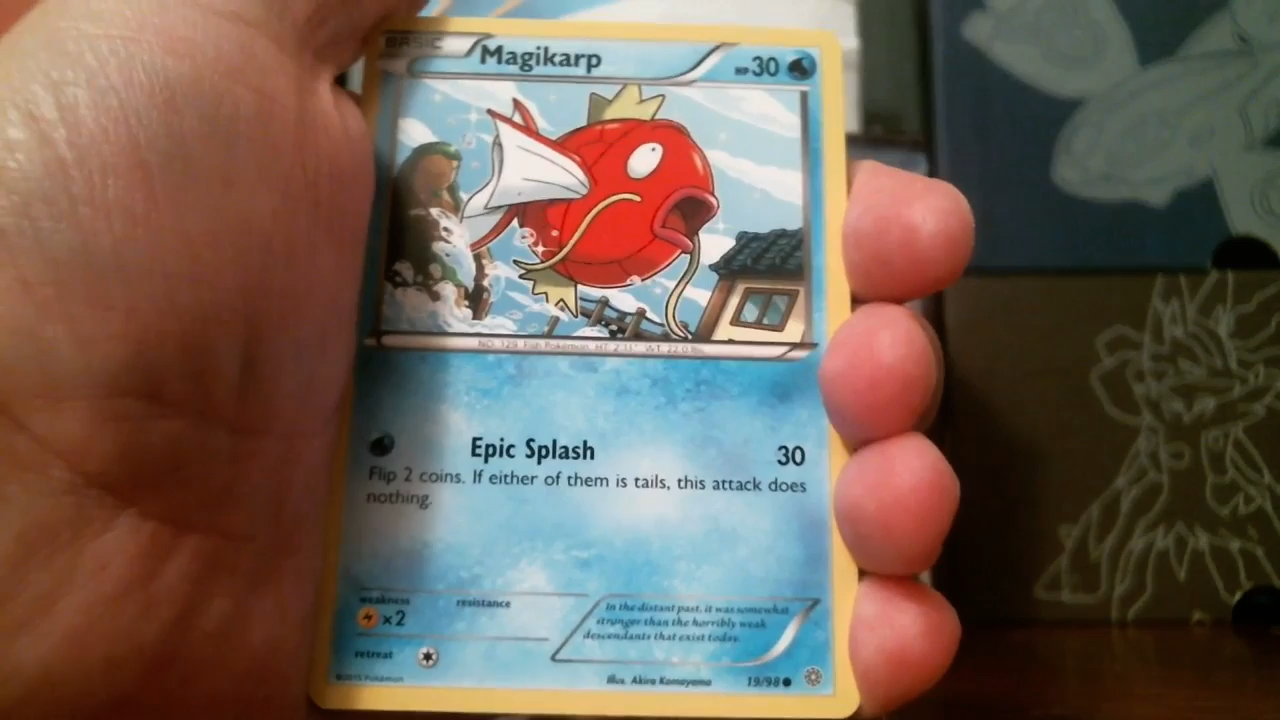 BASIC Magikarp HP30
NO. 129 Fish Pokémon HT: 2'11" WT: 22.0 lbs.
Epic Splash 30
Flip 2 coins. If either of them is tails, this attack does
nothing.
weakness resistance
×2
In the distant past, it was somewhat
stronger than the horribly weak
descendants that exist today.
retreat
Illus. Akira Komayama 19/98
©2015 Pokémon